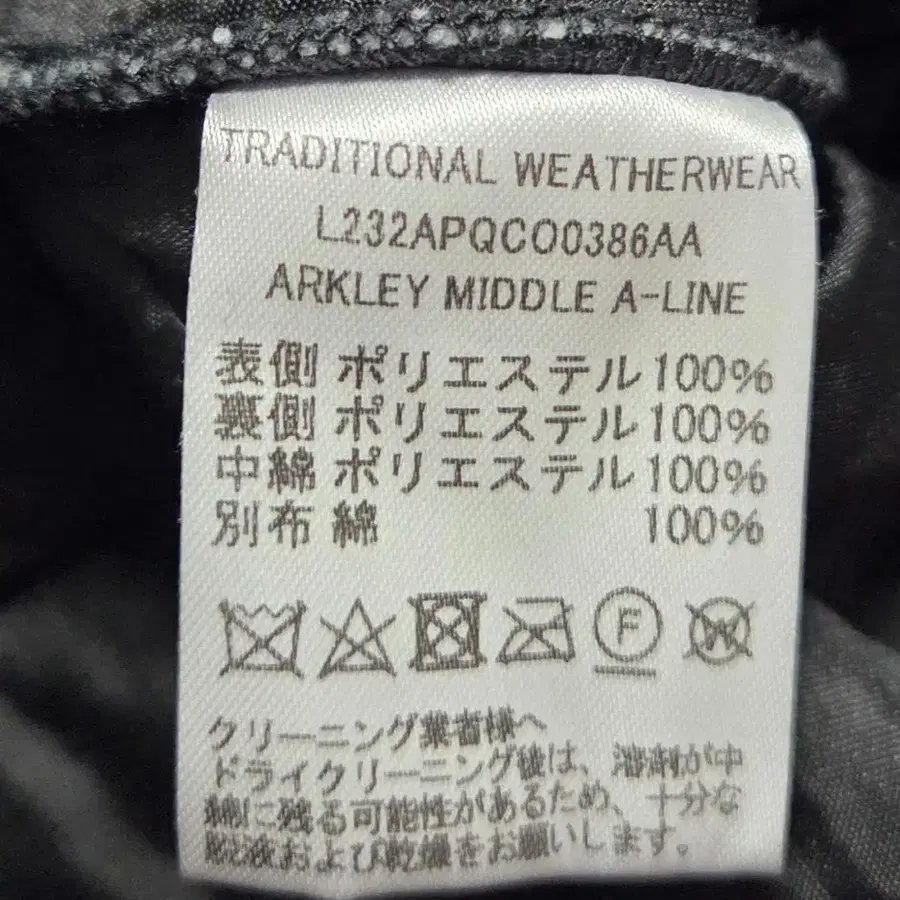 TRADITIONAL WEATHERWEAR
L232APQCO0386AA
ARKLEY MIDDLE A-LINE
表側 ポリエステル100%
裏側 ポリエステル100%
中綿 ポリエステル100%
別布 綿 100%
F
W
クリーニング業者様へ
ドライクリーニング後は、溶剤が中
綿に残る可能性があるため、十分な
脱液および乾燥をお願いします。